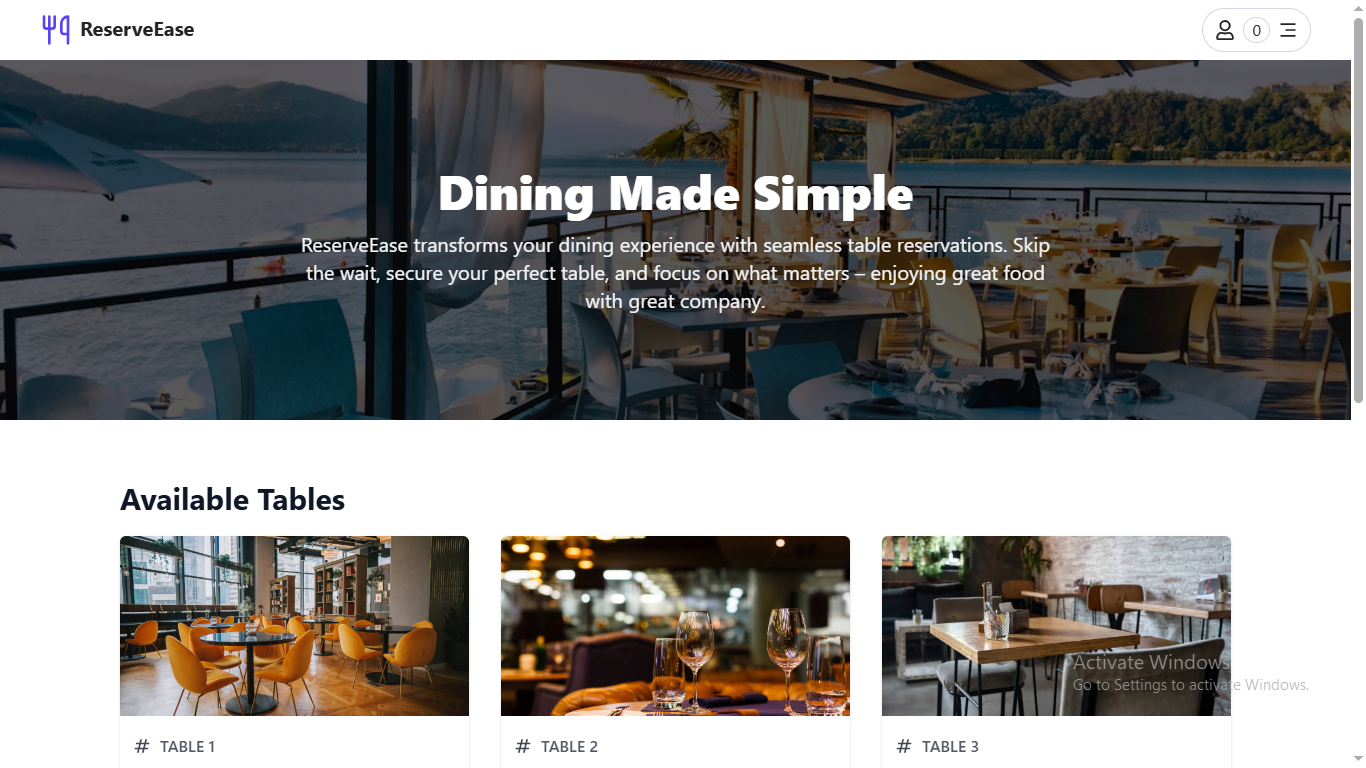 ReserveEase
0
Dining Made Simple
ReserveEase transforms your dining experience with seamless table reservations. Skip
the wait, secure your perfect table, and focus on what matters – enjoying great food
with great company.
Available Tables
# TABLE 1
# TABLE 2
# TABLE 3
Activate Windows
Go to Settings to activate Windows.